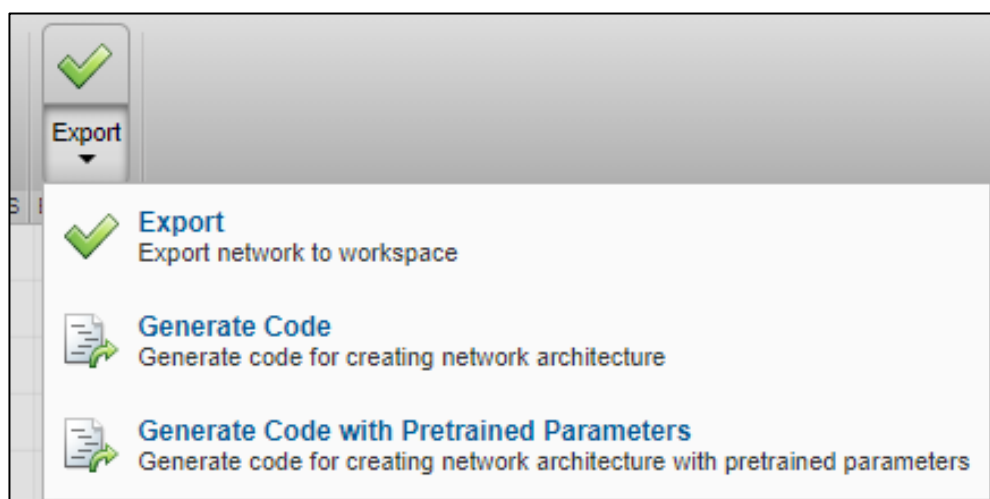 Export
Export
Export network to workspace
Generate Code
Generate code for creating network architecture
Generate Code with Pretrained Parameters
Generate code for creating network architecture with pretrained parameters